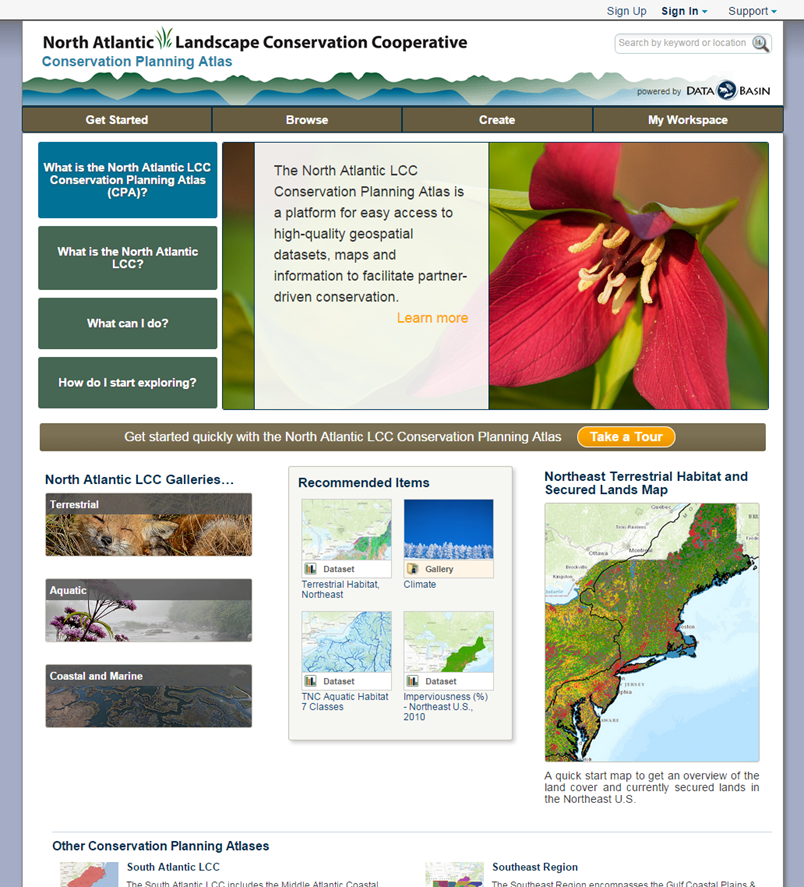 Sign Up Sign In Support
North Atlantic Landscape Conservation Cooperative
Conservation Planning Atlas
Search by keyword or location
powered by DATA BASIN
Get Started Browse Create My Workspace
What is the North Atlantic LCC
Conservation Planning Atlas
(CPA)?
What is the North Atlantic
LCC?
What can I do?
How do I start exploring?
The North Atlantic LCC
Conservation Planning Atlas is
a platform for easy access to
high-quality geospatial
datasets, maps and
information to facilitate partner-
driven conservation.
Learn more
Get started quickly with the North Atlantic LCC Conservation Planning Atlas Take a Tour
North Atlantic LCC Galleries...
Terrestrial
Aquatic
Coastal and Marine
Recommended Items
Dataset
Terrestrial Habitat,
Northeast
Gallery
Climate
Dataset
TNC Aquatic Habitat
7 Classes
Dataset
Imperviousness (%)
- Northeast U.S.,
2010
Northeast Terrestrial Habitat and
Secured Lands Map
Ottawa
Montreal
Kingston
A quick start map to get an overview of the
land cover and currently secured lands in
the Northeast U.S.
Other Conservation Planning Atlases
South Atlantic LCC
The South Atlantic LCC includes the Middle Atlantic Coastal
Southeast Region
The Southeast Region encompasses the Gulf Coastal Plains &